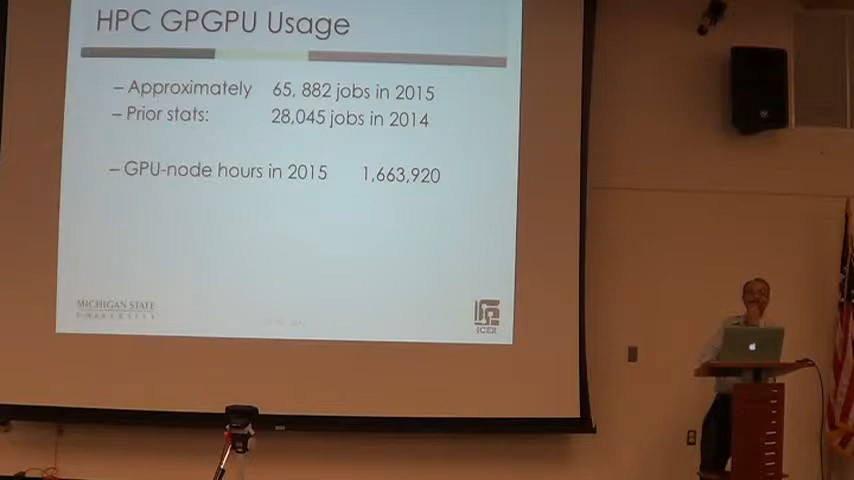 HPC GPGPU Usage
– Approximately 65, 882 jobs in 2015
– Prior stats: 28,045 jobs in 2014
– GPU-node hours in 2015 1,663,920
MICHIGAN STATE
UNIVERSITY
ICER